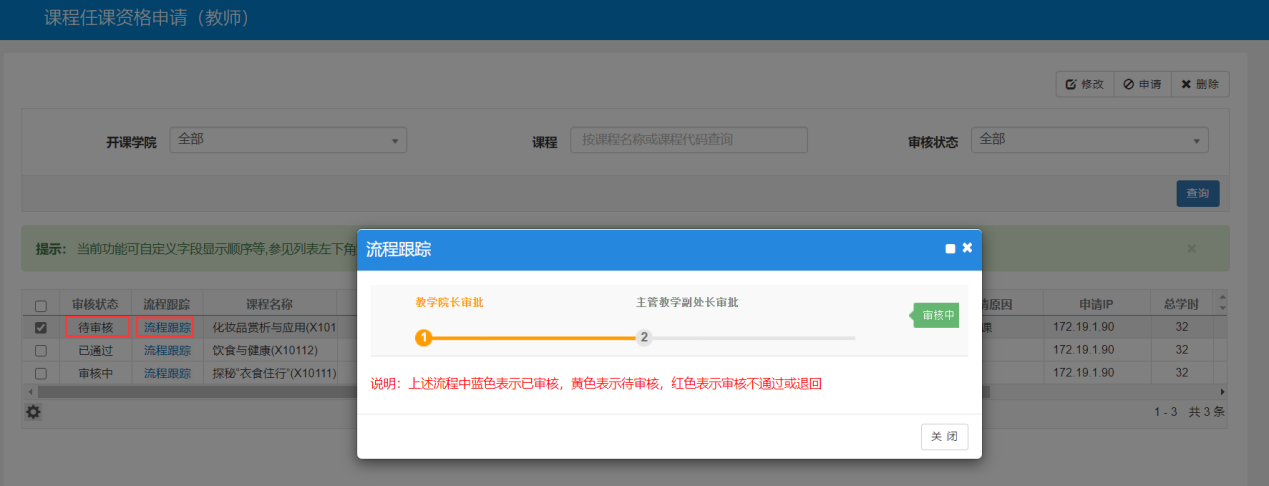 课程任课资格申请（教师）
修改 申请 删除
开课学院 全部 课程 按课程名称或课程代码查询 审核状态 全部
查询
提示： 当前功能可自定义字段显示顺序等,参见列表左下角
流程跟踪
教学院长审批 主管教学副处长审批
审核中
1 2
说明：上述流程中蓝色表示已审核，黄色表示待审核，红色表示审核不通过或退回
关 闭
审核状态 流程跟踪 课程名称 原因 申请IP 总学时
待审核 流程跟踪 化妆品赏析与应用(X101 课 172.19.1.90 32
已通过 流程跟踪 饮食与健康(X10112) 172.19.1.90 32
审核中 流程跟踪 探秘“衣食住行”(X10111) 172.19.1.90 32
1 - 3 共 3 条